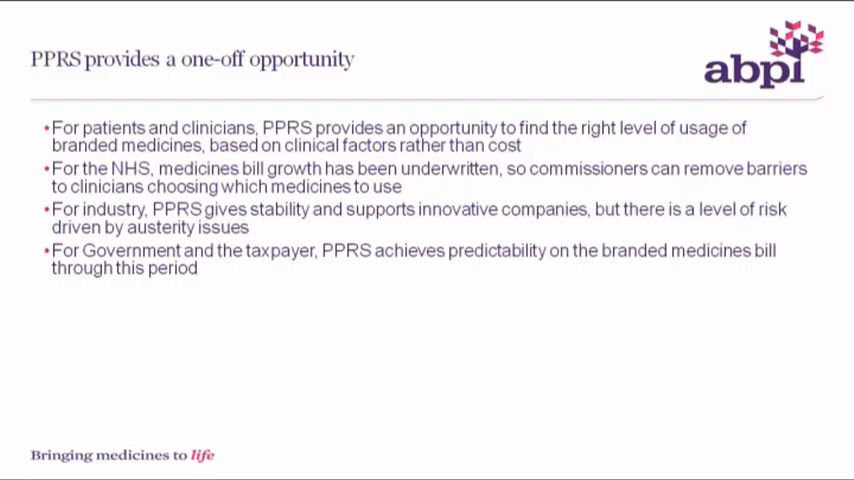 PPRS provides a one-off opportunity
abpi
•For patients and clinicians, PPRS provides an opportunity to find the right level of usage of
branded medicines, based on clinical factors rather than cost
•For the NHS, medicines bill growth has been underwritten, so commissioners can remove barriers
to clinicians choosing which medicines to use
•For industry, PPRS gives stability and supports innovative companies, but there is a level of risk
driven by austerity issues
•For Government and the taxpayer, PPRS achieves predictability on the branded medicines bill
through this period
Bringing medicines to life